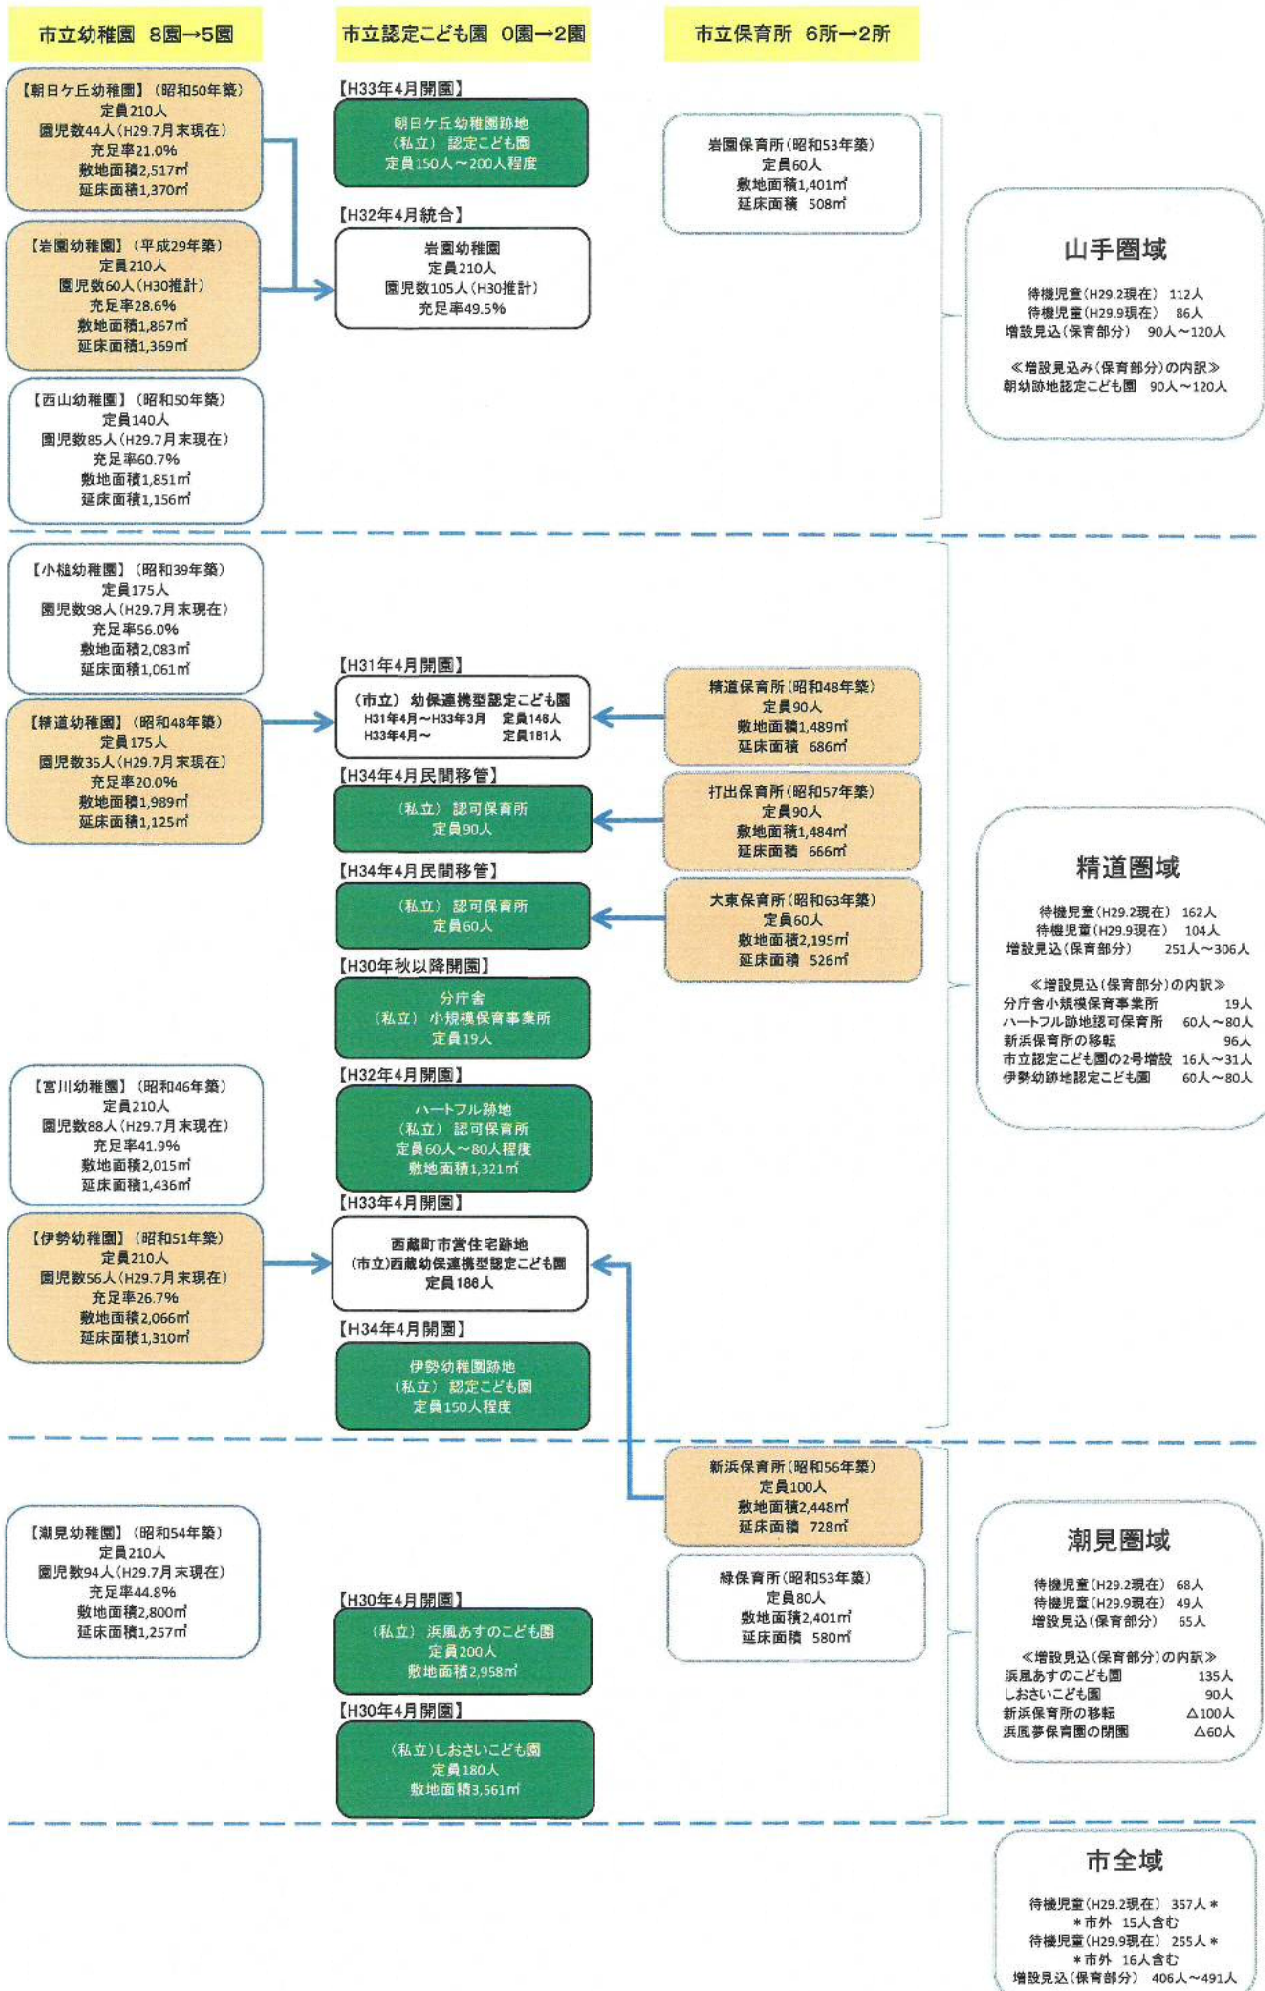 市立幼稚園 8園→5園
市立認定こども園 0園→2園
市立保育所 6所→2所
【朝日ケ丘幼稚園】(昭和50年築)
定員210人
園児数44人(H29.7月末現在)
充足率21.0%
敷地面積2,517㎡
延床面積1,370㎡
【岩園幼稚園】(平成29年築)
定員210人
園児数60人(H30推計)
充足率28.6%
敷地面積1,867㎡
延床面積1,369㎡
【西山幼稚園】(昭和50年築)
定員140人
園児数85人(H29.7月末現在)
充足率60.7%
敷地面積1,851㎡
延床面積1,156㎡
【H33年4月開園】
朝日ケ丘幼稚園跡地
(私立) 認定こども園
定員150人～200人程度
【H32年4月統合】
岩園幼稚園
定員210人
園児数105人(H30推計)
充足率49.5%
岩園保育所(昭和53年築)
定員60人
敷地面積1,401㎡
延床面積 508㎡
山手圏域
待機児童(H29.2現在) 112人
待機児童(H29.9現在) 86人
増設見込(保育部分) 90人～120人
≪増設見込み(保育部分)の内訳≫
朝幼跡地認定こども園 90人～120人
【小槌幼稚園】(昭和39年築)
定員175人
園児数98人(H29.7月末現在)
充足率56.0%
敷地面積2,083㎡
延床面積1,061㎡
【精道幼稚園】(昭和48年築)
定員175人
園児数35人(H29.7月末現在)
充足率20.0%
敷地面積1,989㎡
延床面積1,125㎡
【宮川幼稚園】(昭和46年築)
定員210人
園児数88人(H29.7月末現在)
充足率41.9%
敷地面積2,015㎡
延床面積1,436㎡
【伊勢幼稚園】(昭和51年築)
定員210人
園児数56人(H29.7月末現在)
充足率26.7%
敷地面積2,066㎡
延床面積1,310㎡
【H31年4月開園】
(市立) 幼保連携型認定こども園
H31年4月～H33年3月 定員146人
H33年4月～ 定員181人
【H34年4月民間移管】
(私立) 認可保育所
定員90人
【H34年4月民間移管】
(私立) 認可保育所
定員60人
【H30年秋以降開園】
分庁舎
(私立) 小規模保育事業所
定員19人
【H32年4月開園】
ハートフル跡地
(私立) 認可保育所
定員60人～80人程度
敷地面積1,321㎡
【H33年4月開園】
西蔵町市営住宅跡地
(市立)西蔵幼保連携型認定こども園
定員186人
【H34年4月開園】
伊勢幼稚園跡地
(私立) 認定こども園
定員150人程度
精道保育所(昭和48年築)
定員90人
敷地面積1,489㎡
延床面積 686㎡
打出保育所(昭和57年築)
定員90人
敷地面積1,484㎡
延床面積 666㎡
大東保育所(昭和63年築)
定員60人
敷地面積2,195㎡
延床面積 526㎡
精道圏域
待機児童(H29.2現在) 162人
待機児童(H29.9現在) 104人
増設見込(保育部分) 251人～306人
≪増設見込(保育部分)の内訳≫
分庁舎小規模保育事業所 19人
ハートフル跡地認可保育所 60人～80人
新浜保育所の移転 96人
市立認定こども園の2号増設 16人～31人
伊勢幼跡地認定こども園 60人～80人
【潮見幼稚園】(昭和54年築)
定員210人
園児数94人(H29.7月末現在)
充足率44.8%
敷地面積2,800㎡
延床面積1,257㎡
【H30年4月開園】
(私立) 浜風あすのこども園
定員200人
敷地面積2,958㎡
【H30年4月開園】
(私立)しおさいこども園
定員180人
敷地面積3,561㎡
新浜保育所(昭和56年築)
定員100人
敷地面積2,448㎡
延床面積 728㎡
緑保育所(昭和53年築)
定員80人
敷地面積2,401㎡
延床面積 580㎡
潮見圏域
待機児童(H29.2現在) 68人
待機児童(H29.9現在) 49人
増設見込(保育部分) 65人
≪増設見込(保育部分)の内訳≫
浜風あすのこども園 135人
しおさいこども園 90人
新浜保育所の移転 △100人
浜風夢保育園の閉園 △60人
市全域
待機児童(H29.2現在) 357人＊
＊市外 15人含む
待機児童(H29.9現在) 255人＊
＊市外 16人含む
増設見込(保育部分) 406人～491人